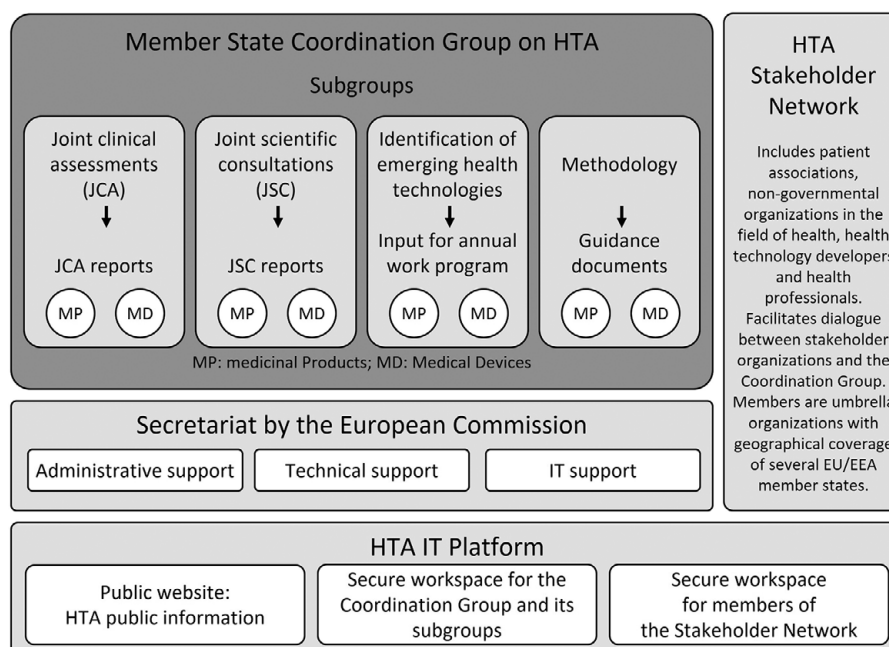 Member State Coordination Group on HTA
Subgroups
Joint clinical
assessments
(JCA)
JCA reports
MP
MD
Joint scientific
consultations
(JSC)
JSC reports
MP
MD
Identification of
emerging health
technologies
Input for annual
work program
MP
MD
Methodology
Guidance
documents
MP
MD
MP: medicinal Products; MD: Medical Devices
HTA
Stakeholder
Network
Includes patient
associations,
non-governmental
organizations in the
field of health, health
technology developers
and health
professionals.
Facilitates dialogue
between stakeholder
organizations and the
Coordination Group.
Members are umbrella
organizations with
geographical coverage
of several EU/EEA
member states.
Secretariat by the European Commission
Administrative support
Technical support
IT support
HTA IT Platform
Public website:
HTA public information
Secure workspace for the
Coordination Group and its
subgroups
Secure workspace
for members of
the Stakeholder Network